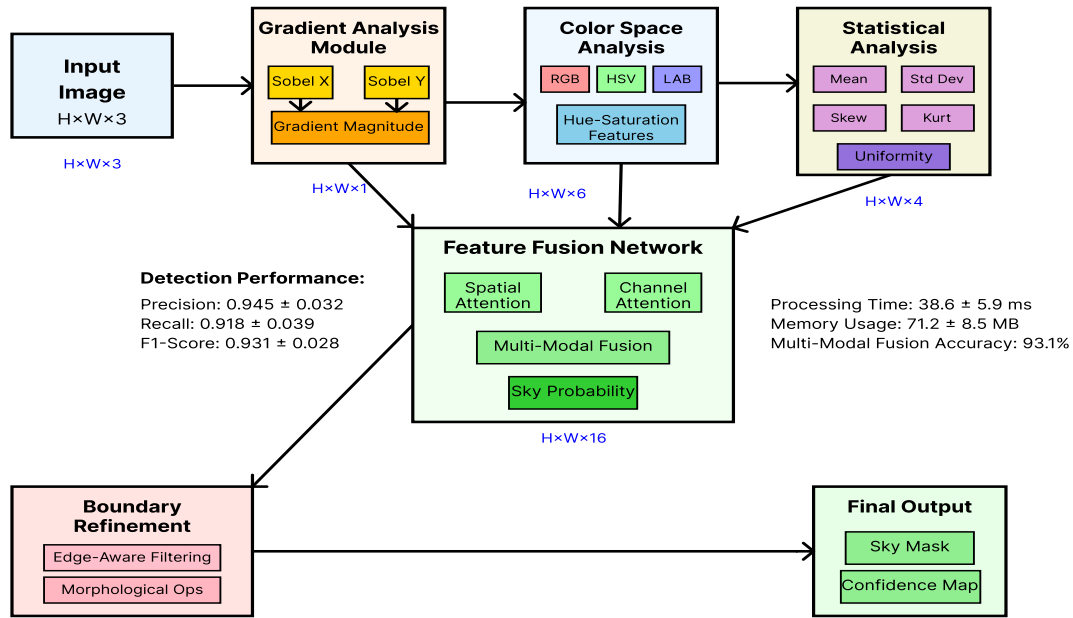 Input
Image
H×W×3
H×W×3
Gradient Analysis
Module
Sobel X
Sobel Y
Gradient Magnitude
H×W×1
Color Space
Analysis
RGB
HSV
LAB
Hue-Saturation
Features
H×W×6
Statistical
Analysis
Mean
Std Dev
Skew
Kurt
Uniformity
H×W×4
Feature Fusion Network
Spatial
Attention
Channel
Attention
Multi-Modal Fusion
Sky Probability
H×W×16
Detection Performance:
Precision: 0.945 ± 0.032
Recall: 0.918 ± 0.039
F1-Score: 0.931 ± 0.028
Processing Time: 38.6 ± 5.9 ms
Memory Usage: 71.2 ± 8.5 MB
Multi-Modal Fusion Accuracy: 93.1%
Boundary
Refinement
Edge-Aware Filtering
Morphological Ops
Final Output
Sky Mask
Confidence Map